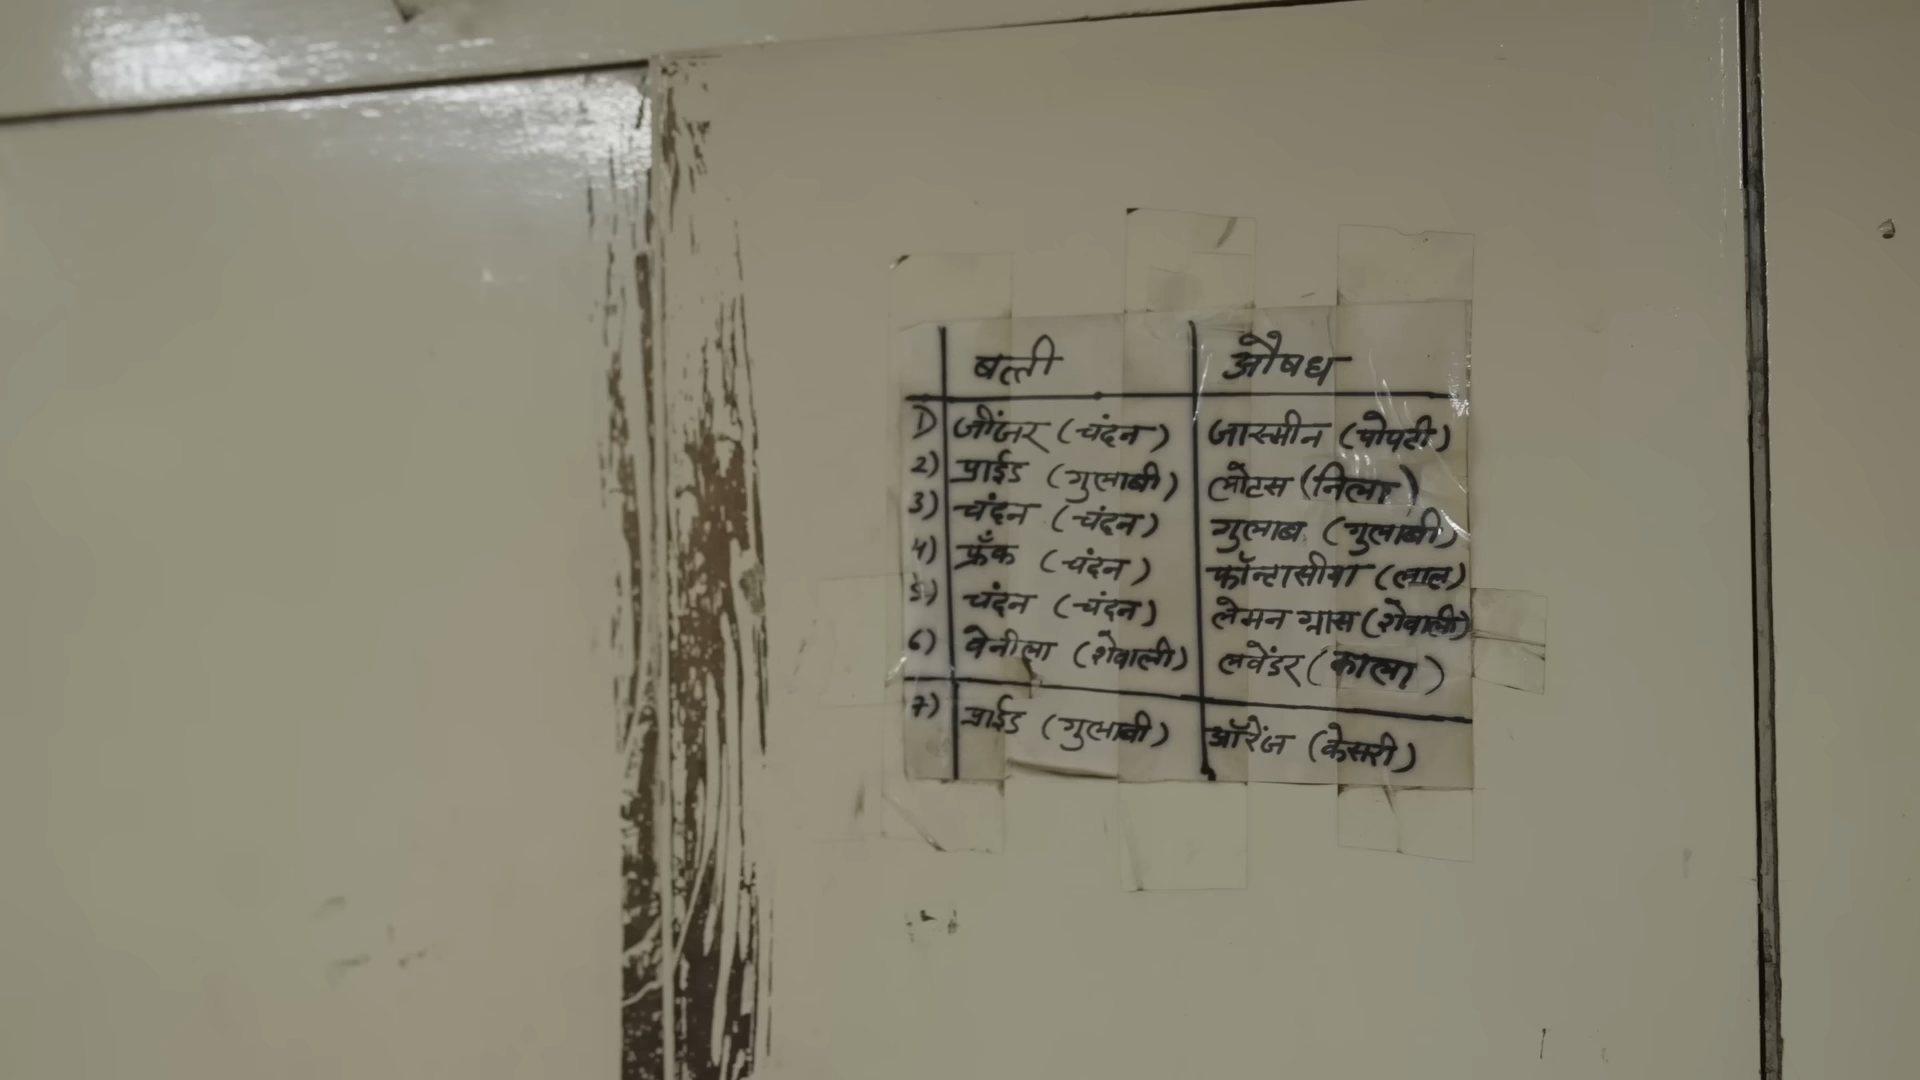 बत्ती औषध
1) जींजर (चंदन) जास्मीन (पोपटी)
2) प्राईड (गुलाबी) लोटस (निला)
3) चंदन (चंदन) गुलाब (गुलाबी)
4) फ्रँक (चंदन) फॉन्टासीया (लाल)
5) चंदन (चंदन) लेमन ग्रास (शेवाली)
6) वेनीला (शेवाली) लवेंडर (काला)
7) प्राईड (गुलाबी) ऑरेंज (केसरी)